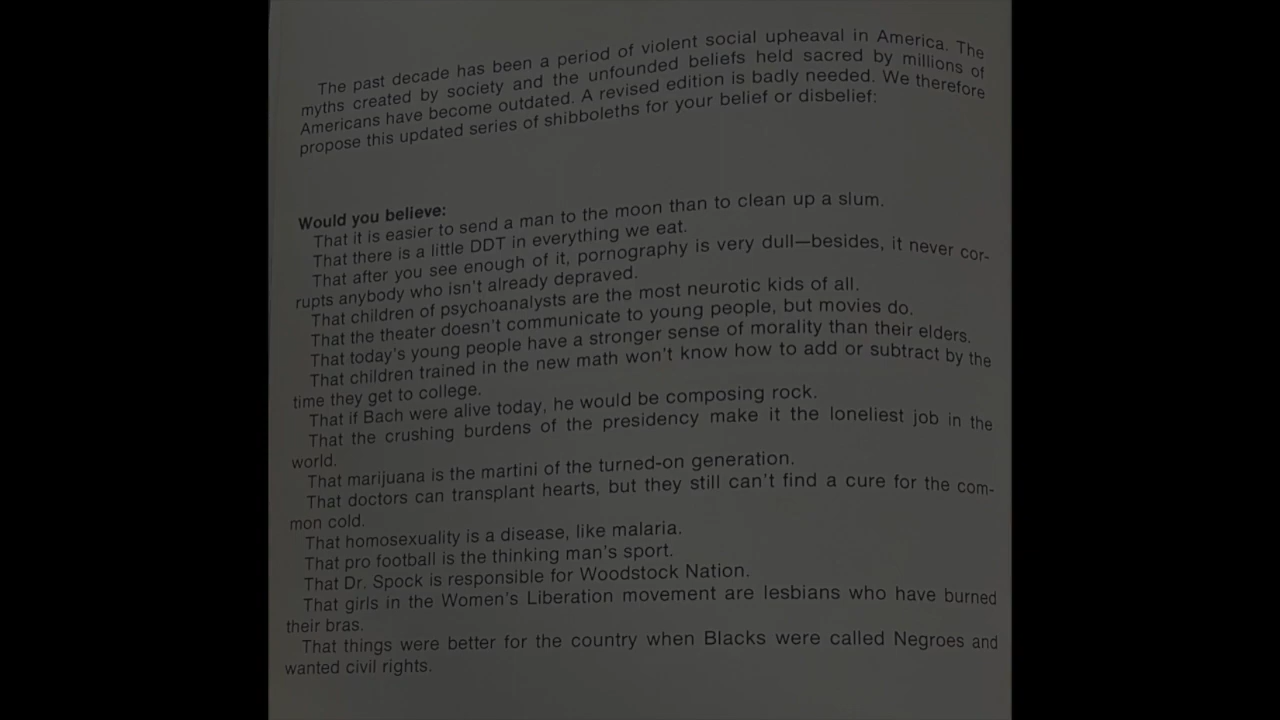 The past decade has been a period of violent social upheaval in America. The
myths created by society and the unfounded beliefs held sacred by millions of
Americans have become outdated. A revised edition is badly needed. We therefore
propose this updated series of shibboleths for your belief or disbelief:
Would you believe:
That it is easier to send a man to the moon than to clean up a slum.
That there is a little DDT in everything we eat.
That after you see enough of it, pornography is very dull—besides, it never cor-
rupts anybody who isn't already depraved.
That children of psychoanalysts are the most neurotic kids of all.
That the theater doesn't communicate to young people, but movies do.
That today's young people have a stronger sense of morality than their elders.
That children trained in the new math won't know how to add or subtract by the
time they get to college.
That if Bach were alive today, he would be composing rock.
That the crushing burdens of the presidency make it the loneliest job in the
world.
That marijuana is the martini of the turned-on generation.
That doctors can transplant hearts, but they still can't find a cure for the com-
mon cold.
That homosexuality is a disease, like malaria.
That pro football is the thinking man's sport.
That Dr. Spock is responsible for Woodstock Nation.
That girls in the Women's Liberation movement are lesbians who have burned
their bras.
That things were better for the country when Blacks were called Negroes and
wanted civil rights.